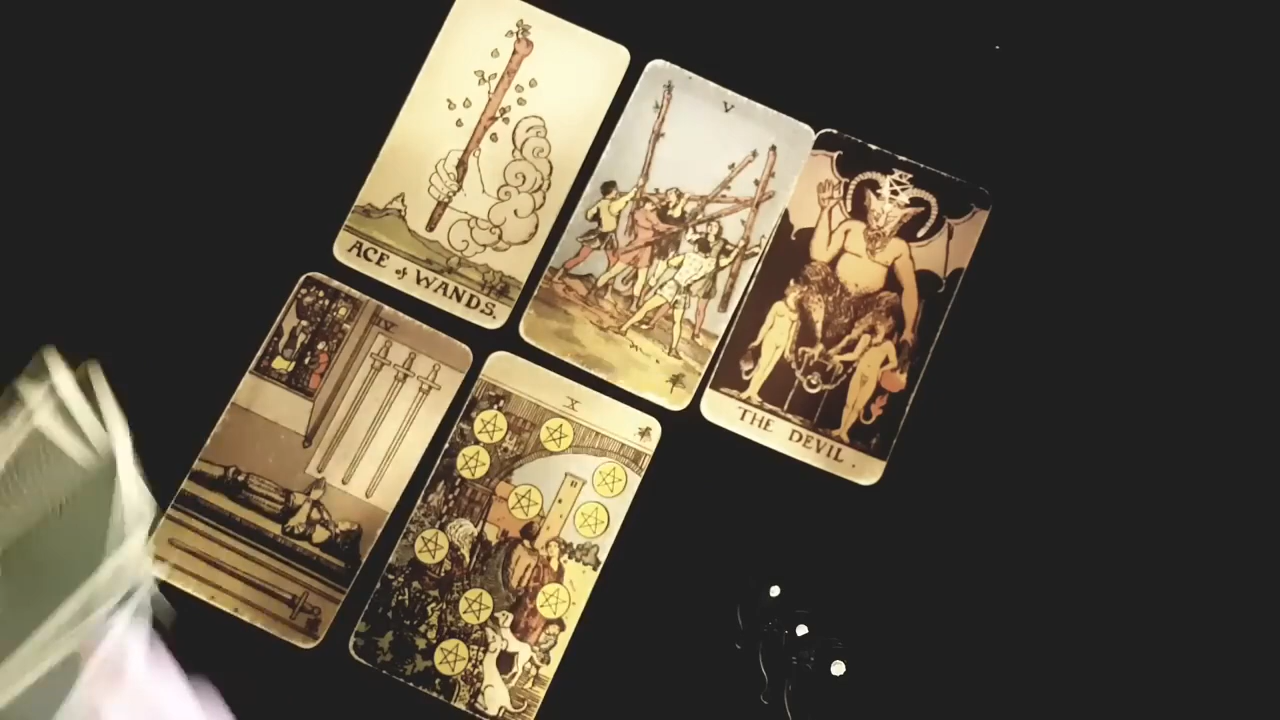 ACE of WANDS.
V
THE DEVIL.
IV
X